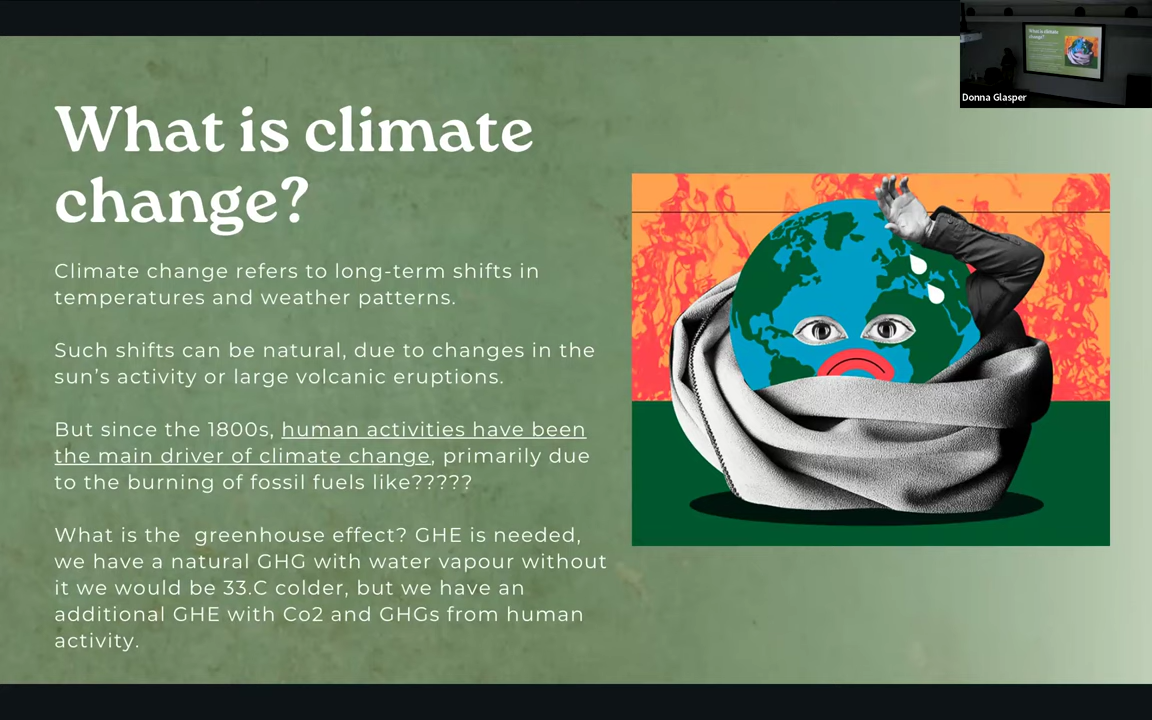 What is climate
change?
Climate change refers to long-term shifts in
temperatures and weather patterns.
Such shifts can be natural, due to changes in the
sun’s activity or large volcanic eruptions.
But since the 1800s, human activities have been
the main driver of climate change, primarily due
to the burning of fossil fuels like?????
What is the  greenhouse effect? GHE is needed,
we have a natural GHG with water vapour without
it we would be 33.C colder, but we have an
additional GHE with Co2 and GHGs from human
activity.
What is climate
change?
Donna Glasper